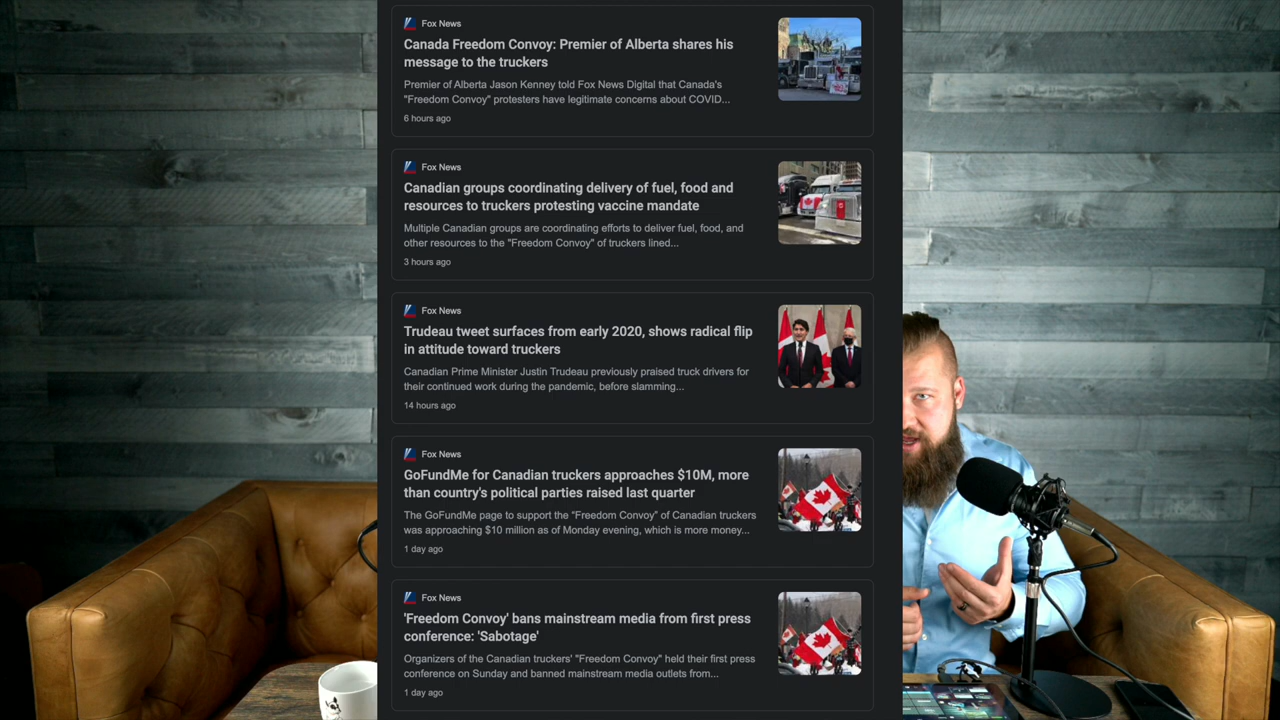 Fox News
Canada Freedom Convoy: Premier of Alberta shares his
message to the truckers
Premier of Alberta Jason Kenney told Fox News Digital that Canada's
"Freedom Convoy" protesters have legitimate concerns about COVID...
6 hours ago
Fox News
Canadian groups coordinating delivery of fuel, food and
resources to truckers protesting vaccine mandate
Multiple Canadian groups are coordinating efforts to deliver fuel, food, and
other resources to the "Freedom Convoy" of truckers lined...
3 hours ago
Fox News
Trudeau tweet surfaces from early 2020, shows radical flip
in attitude toward truckers
Canadian Prime Minister Justin Trudeau previously praised truck drivers for
their continued work during the pandemic, before slamming...
14 hours ago
Fox News
GoFundMe for Canadian truckers approaches $10M, more
than country's political parties raised last quarter
The GoFundMe page to support the "Freedom Convoy" of Canadian truckers
was approaching $10 million as of Monday evening, which is more money...
1 day ago
Fox News
'Freedom Convoy' bans mainstream media from first press
conference: 'Sabotage'
Organizers of the Canadian truckers' "Freedom Convoy" held their first press
conference on Sunday and banned mainstream media outlets from...
1 day ago